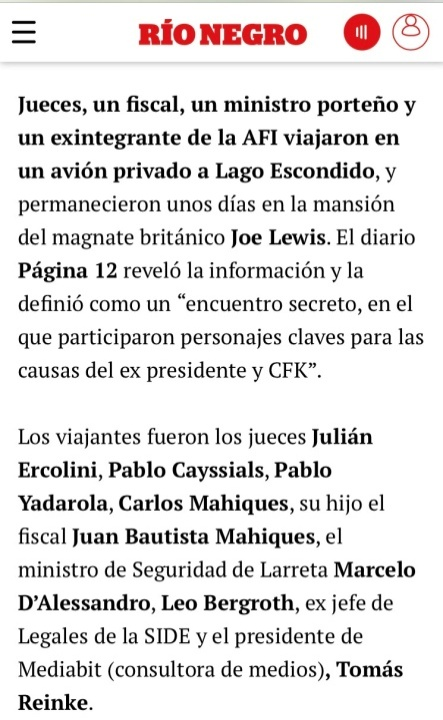 RÍO NEGRO
Jueces, un fiscal, un ministro porteño y
un exintegrante de la AFI viajaron en
un avión privado a Lago Escondido, y
permanecieron unos días en la mansión
del magnate británico Joe Lewis. El diario
Página 12 reveló la información y la
definió como un “encuentro secreto, en el
que participaron personajes claves para las
causas del ex presidente y CFK”.
Los viajantes fueron los jueces Julián
Ercolini, Pablo Cayssials, Pablo
Yadarola, Carlos Mahiques, su hijo el
fiscal Juan Bautista Mahiques, el
ministro de Seguridad de Larreta Marcelo
D’Alessandro, Leo Bergroth, ex jefe de
Legales de la SIDE y el presidente de
Mediabit (consultora de medios), Tomás
Reinke.